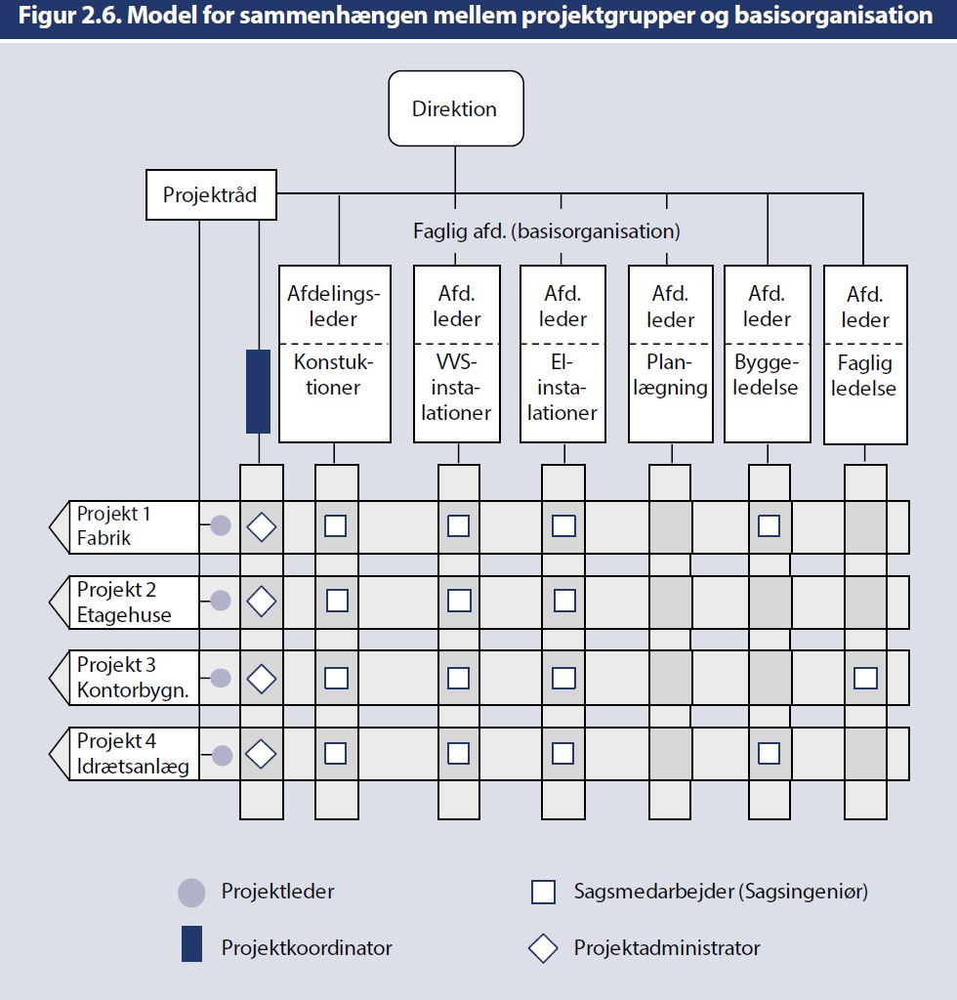 Figur 2.6. Model for sammenhængen mellem projektgrupper og basisorganisation
Direktion
Projektråd
Faglig afd. (basisorganisation)
Afdelings-
leder
Konstuk-
tioner
Afd.
leder
VVS-
insta-
lationer
Afd.
leder
El-
insta-
lationer
Afd.
leder
Plan-
lægning
Afd.
leder
Bygge-
ledelse
Afd.
leder
Faglig
ledelse
Projekt 1
Fabrik
Projekt 2
Etagehuse
Projekt 3
Kontorbygn.
Projekt 4
Idrætsanlæg
Projektleder
Sagsmedarbejder (Sagsingeniør)
Projektkoordinator
Projektadministrator